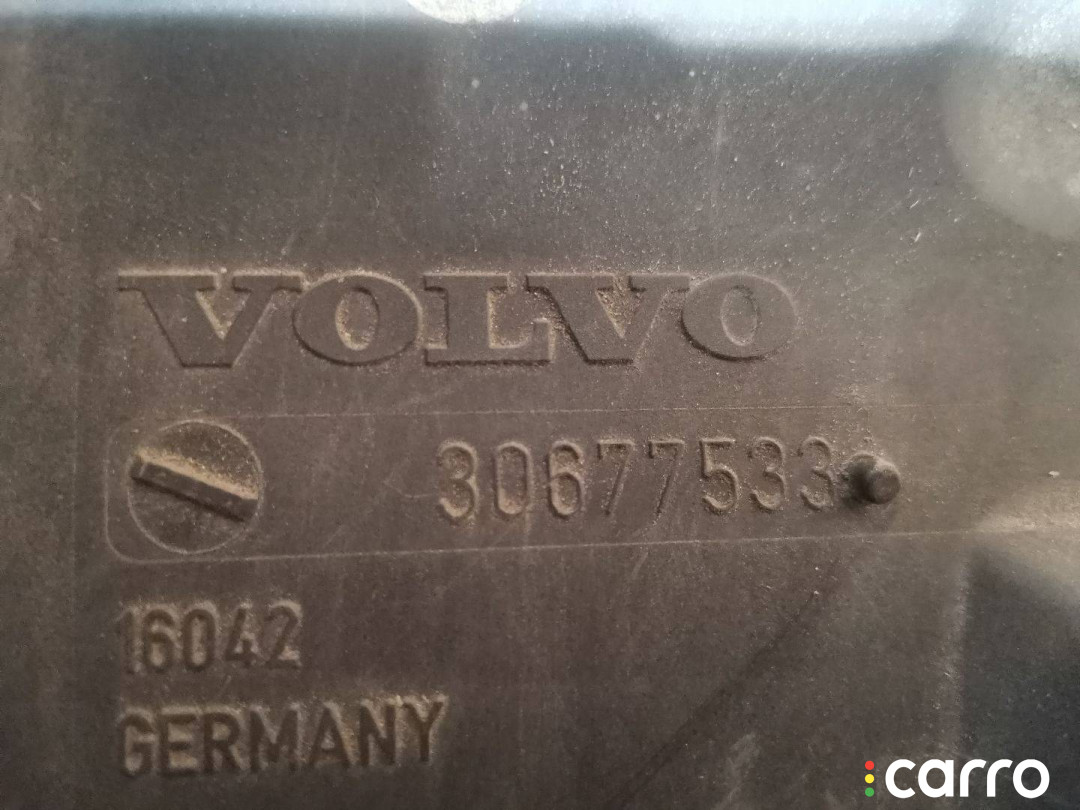 VOLVO
30677533
16042
GERMANY
carro